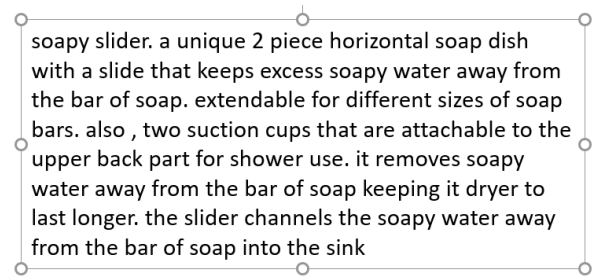 soapy slider. a unique 2 piece horizontal soap dish
with a slide that keeps excess soapy water away from
the bar of soap. extendable for different sizes of soap
bars. also , two suction cups that are attachable to the
upper back part for shower use. it removes soapy
water away from the bar of soap keeping it dryer to
last longer. the slider channels the soapy water away
from the bar of soap into the sink